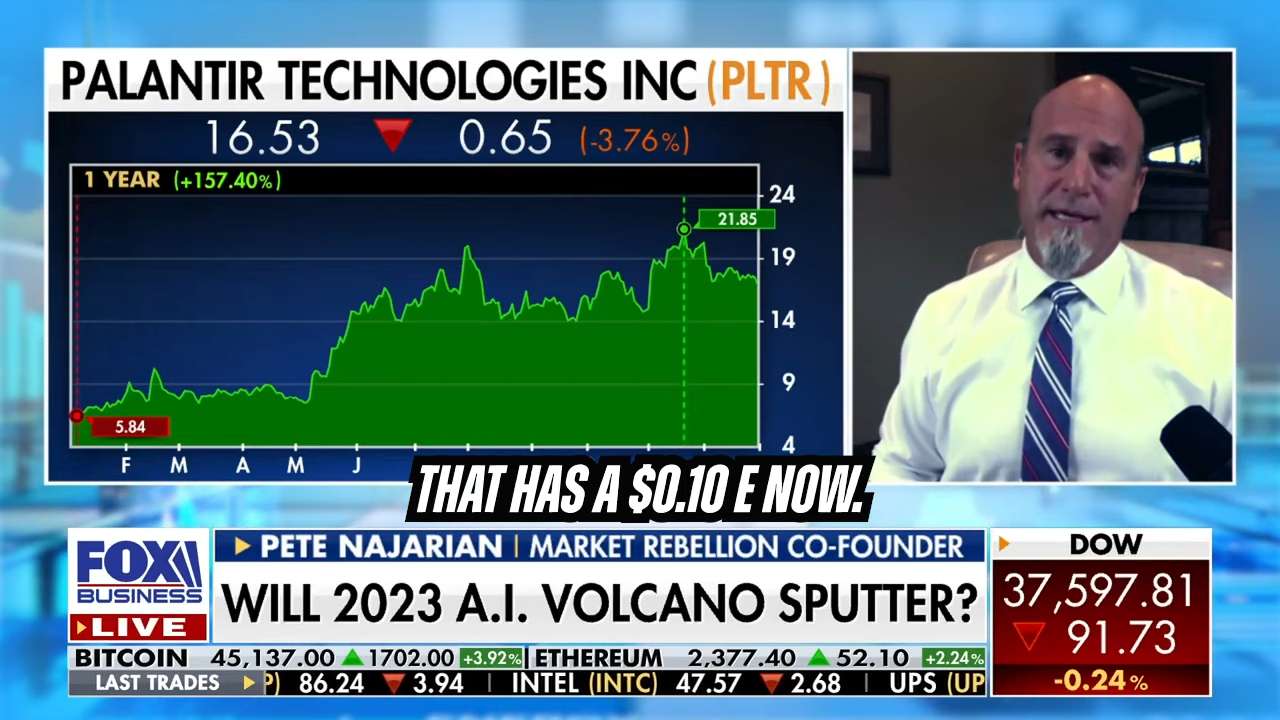 PALANTIR TECHNOLOGIES INC (PLTR)
16.53 ▼ 0.65 (-3.76%)
1 YEAR (+157.40%)
24
21.85
19
14
9
5.84
4
F M A M J
THAT HAS A $0.10 E NOW.
FOX
BUSINESS
LIVE
PETE NAJARIAN | MARKET REBELLION CO-FOUNDER
WILL 2023 A.I. VOLCANO SPUTTER?
DOW
37,597.81
▼ 91.73
-0.24%
BITCOIN 45,137.00 ▲ 1702.00 +3.92% ETHEREUM 2,377.40 ▲ 52.10 +2.24%
LAST TRADES P) 86.24 ▼ 3.94 | INTEL (INTC) 47.57 ▼ 2.68 | UPS (UP